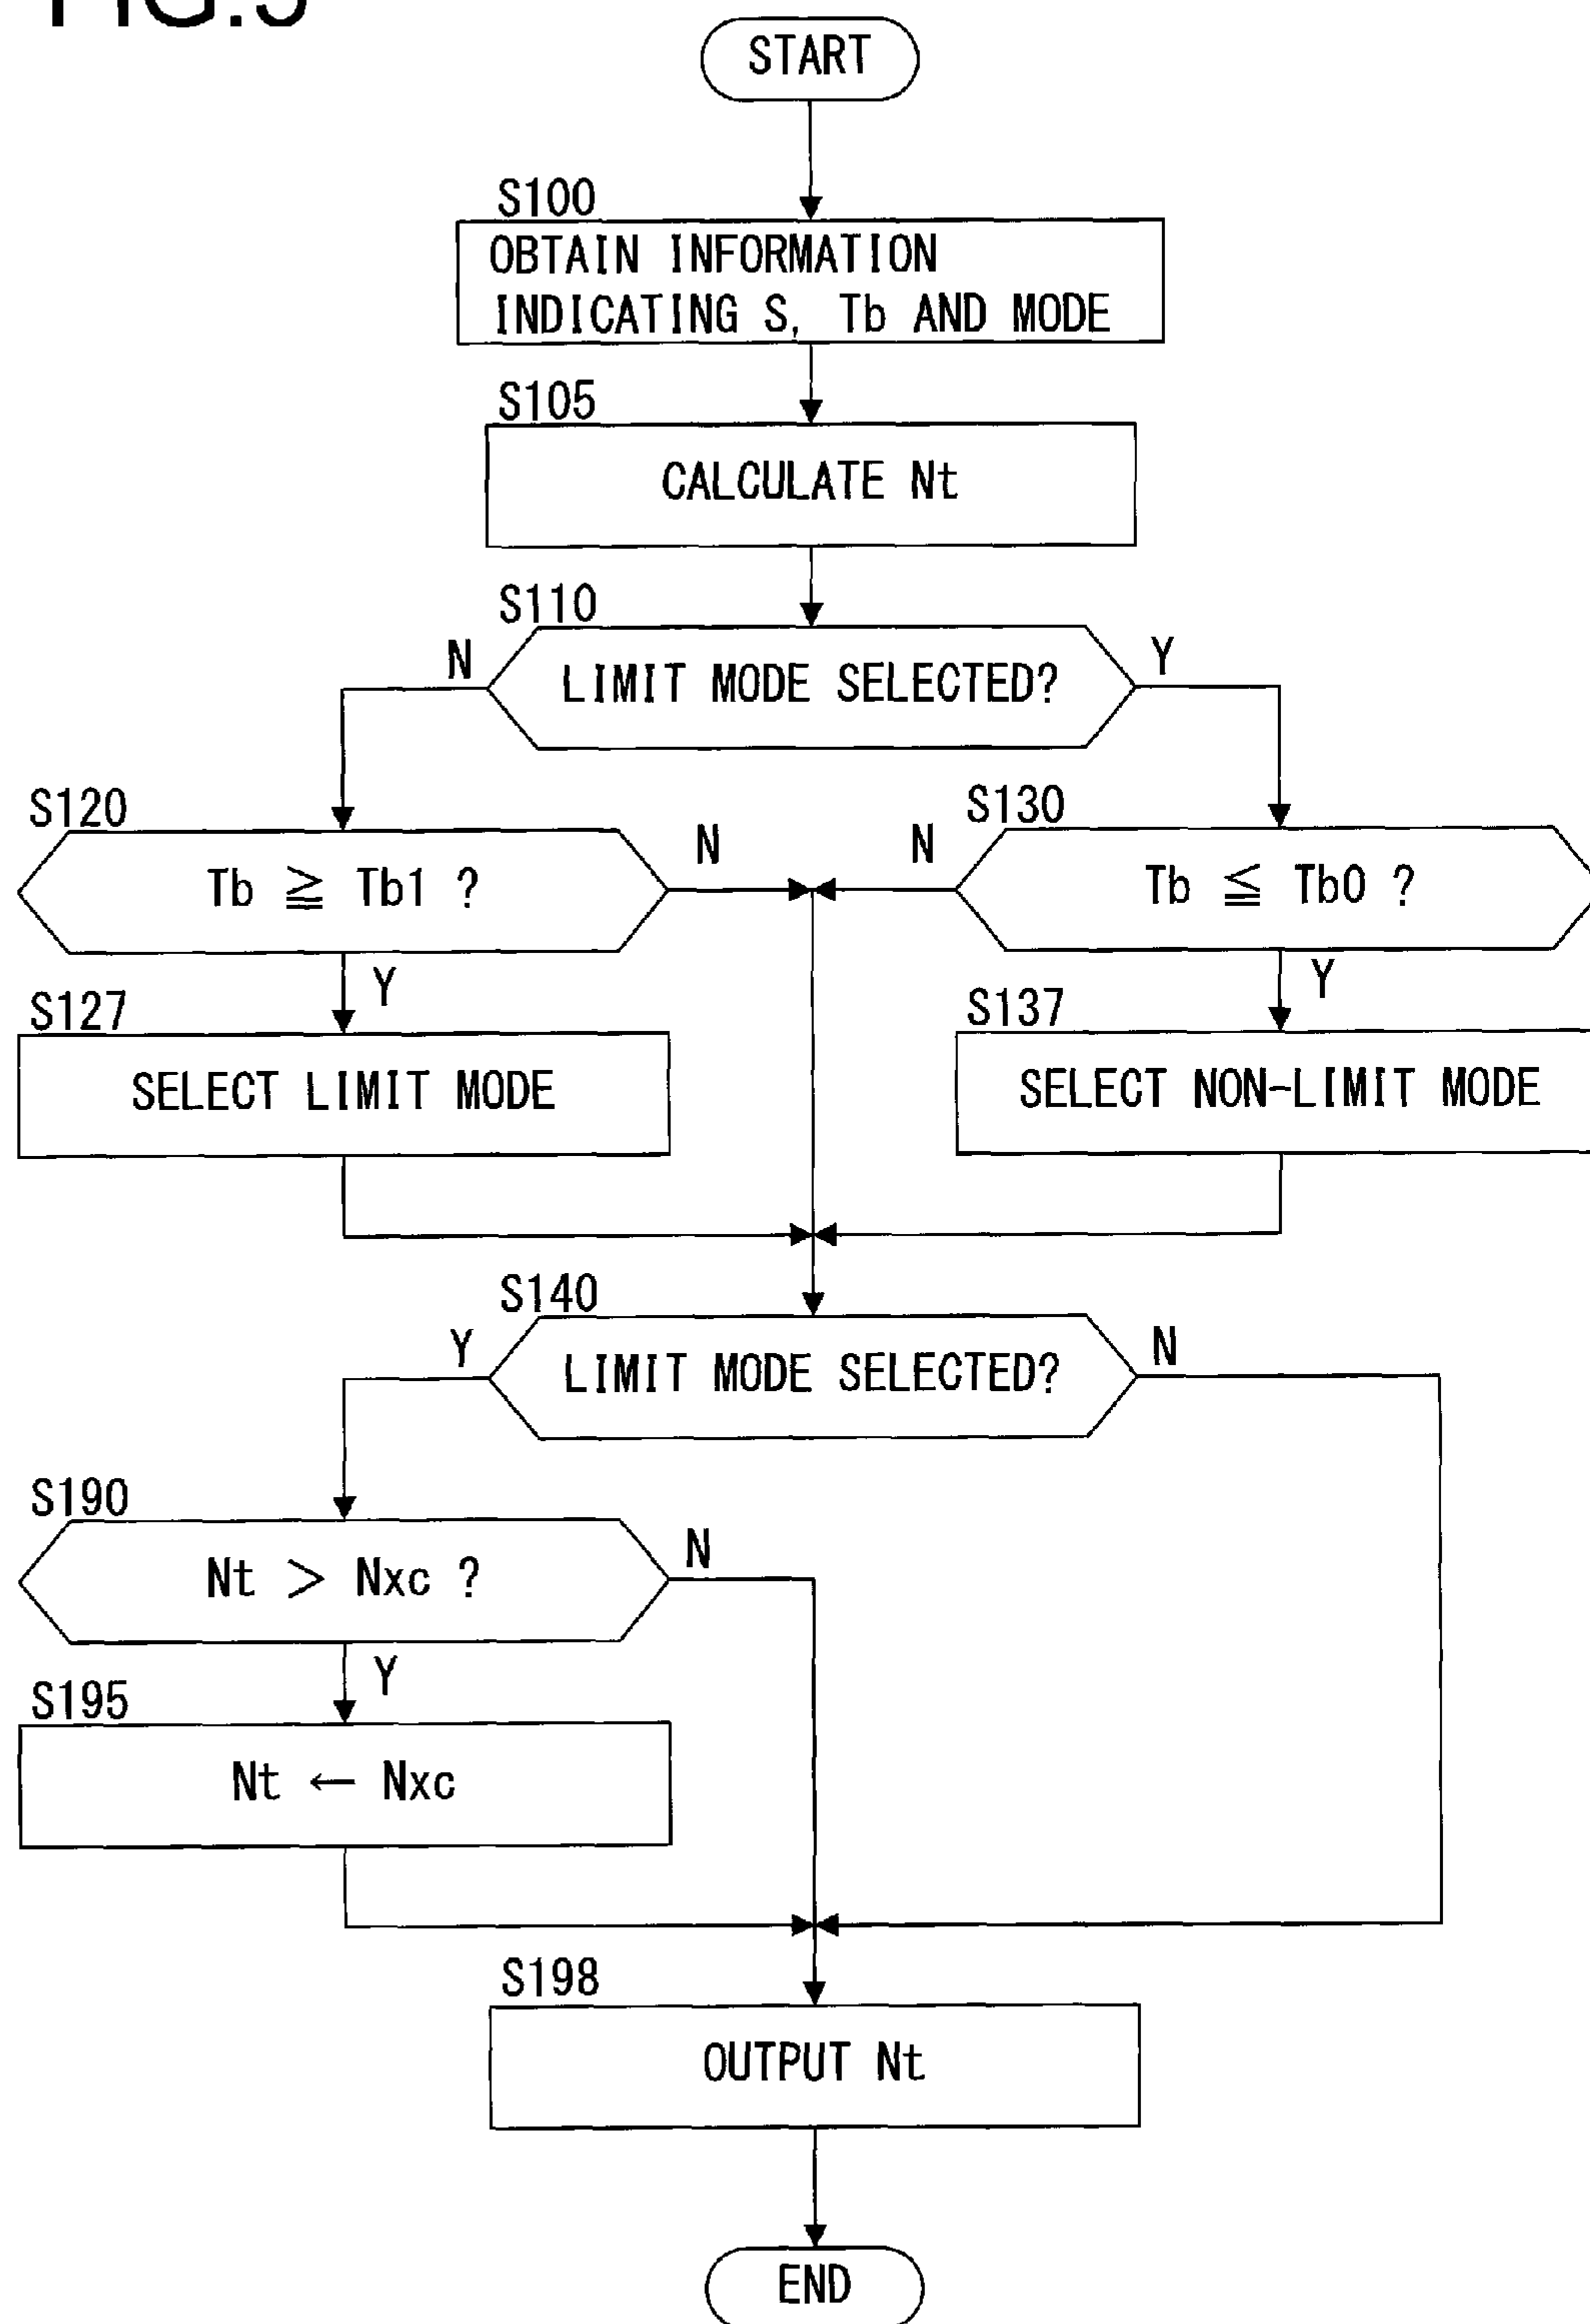 FIG.5
START
S100
OBTAIN INFORMATION
INDICATING S, Tb AND MODE
S105
CALCULATE Nt
S110
N
LIMIT MODE SELECTED?
Y
S120
Tb ≧ Tb1 ?
N
N
S130
Tb ≦ Tb0 ?
Y
Y
S127
SELECT LIMIT MODE
S137
SELECT NON-LIMIT MODE
S140
Y
LIMIT MODE SELECTED?
N
S190
Nt > Nxc ?
N
Y
S195
Nt ← Nxc
S198
OUTPUT Nt
END